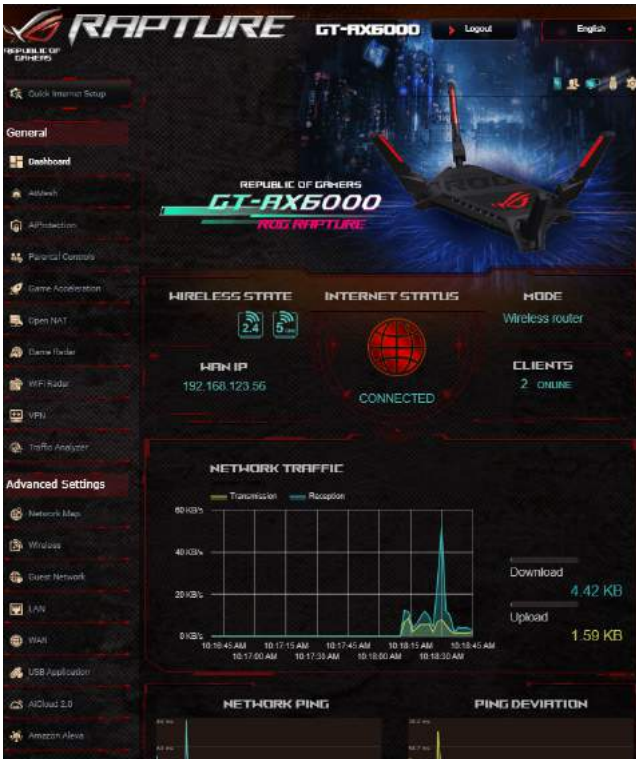 RAPTURE
GT-AX6000
Logout
English
REPUBLIC OF
GAMERS
Quick Internet Setup
General
Dashboard
AiMesh
AiProtection
Parental Controls
Game Acceleration
Open NAT
Game Radar
WiFi Radar
VPN
Traffic Analyzer
Advanced Settings
Network Map
Wireless
Guest Network
LAN
WAN
USB Application
AiCloud 2.0
Amazon Alexa
REPUBLIC OF GAMERS
GT-AX6000
ROG RAPTURE
WIRELESS STATE
2.4
5
INTERNET STATUS
CONNECTED
MODE
Wireless router
WAN IP
192.168.123.56
CLIENTS
2 ONLINE
NETWORK TRAFFIC
Transmission
Reception
60 KB/s
40 KB/s
20 KB/s
0 KB/s
10:16:45 AM
10:17:15 AM
10:17:45 AM
10:18:15 AM
10:18:45 AM
10:17:00 AM
10:17:30 AM
10:18:00 AM
10:18:30 AM
Download
4.42 KB
Upload
1.59 KB
NETWORK PING
PING DEVIATION